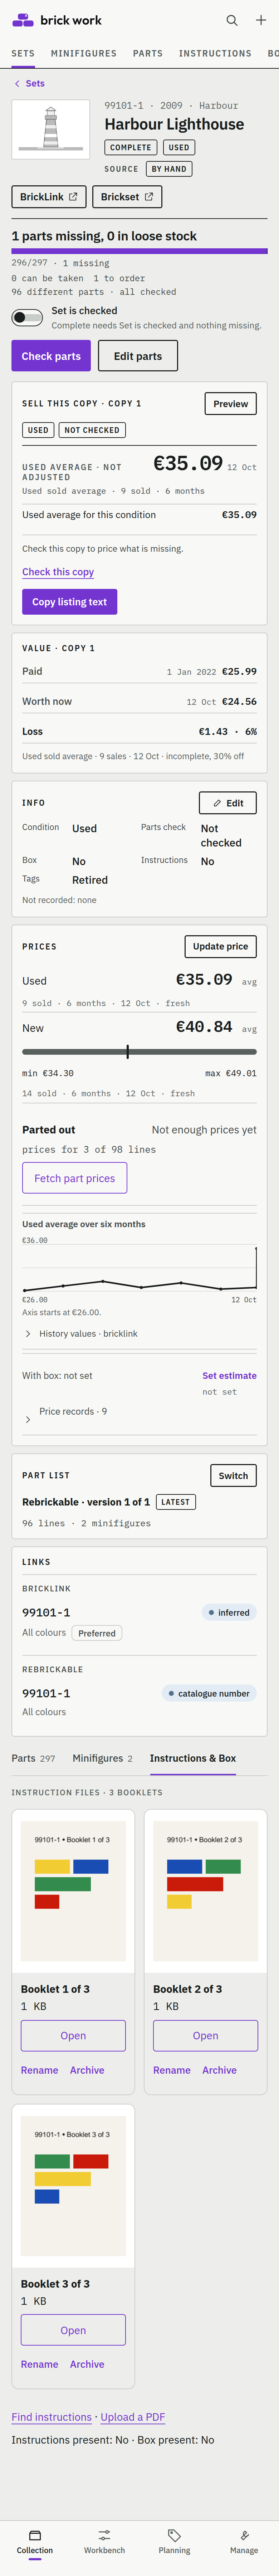 brick work
SETS MINIFIGURES PARTS INSTRUCTIONS BO
Sets
99101-1 · 2009 · Harbour
Harbour Lighthouse
COMPLETE USED
SOURCE BY HAND
BrickLink Brickset
1 parts missing, 0 in loose stock
296/297 · 1 missing
0 can be taken 1 to order
96 different parts · all checked
Set is checked
Complete needs Set is checked and nothing missing.
Check parts Edit parts
SELL THIS COPY · COPY 1 Preview
USED NOT CHECKED
USED AVERAGE · NOT ADJUSTED €35.09 12 Oct
Used sold average · 9 sold · 6 months
Used average for this condition €35.09
Check this copy to price what is missing.
Check this copy
Copy listing text
VALUE · COPY 1
Paid 1 Jan 2022 €25.99
Worth now 12 Oct €24.56
Loss €1.43 · 6%
Used sold average · 9 sales · 12 Oct · incomplete, 30% off
INFO Edit
Condition Used Parts check Not checked
Box No Instructions No
Tags Retired
Not recorded: none
PRICES Update price
Used €35.09 avg
9 sold · 6 months · 12 Oct · fresh
New €40.84 avg
min €34.30 max €49.01
14 sold · 6 months · 12 Oct · fresh
Parted out Not enough prices yet
prices for 3 of 98 lines
Fetch part prices
Used average over six months
€36.00
€26.00 12 Oct
Axis starts at €26.00.
History values · bricklink
With box: not set Set estimate
not set
Price records · 9
PART LIST Switch
Rebrickable · version 1 of 1 LATEST
96 lines · 2 minifigures
LINKS
BRICKLINK
99101-1 inferred
All colours Preferred
REBRICKABLE
99101-1 catalogue number
All colours
Parts 297 Minifigures 2 Instructions & Box
INSTRUCTION FILES · 3 BOOKLETS
99101-1 • Booklet 1 of 3
Booklet 1 of 3
1 KB
Open
Rename Archive
99101-1 • Booklet 2 of 3
Booklet 2 of 3
1 KB
Open
Rename Archive
99101-1 • Booklet 3 of 3
Booklet 3 of 3
1 KB
Open
Rename Archive
Find instructions · Upload a PDF
Instructions present: No · Box present: No
Collection Workbench Planning Manage